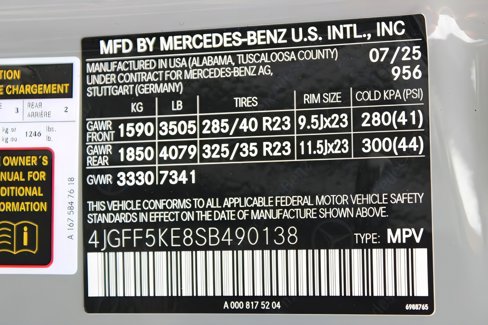 MFD BY MERCEDES-BENZ U.S. INTL., INC
MANUFACTURED IN USA (ALABAMA, TUSCALOOSA COUNTY) 07/25
UNDER CONTRACT FOR MERCEDES-BENZ AG, 956
STUTTGART (GERMANY)
KG LB TIRES RIM SIZE COLD KPA (PSI)
GAWR FRONT 1590 3505 285/40 R23 9.5Jx23 280(41)
GAWR REAR 1850 4079 325/35 R23 11.5Jx23 300(44)
GVWR 3330 7341
THIS VEHICLE CONFORMS TO ALL APPLICABLE FEDERAL MOTOR VEHICLE SAFETY
STANDARDS IN EFFECT ON THE DATE OF MANUFACTURE SHOWN ABOVE.
4JGFF5KE8SB490138 TYPE: MPV
A 000 817 52 04
6988765
CHARGEMENT
3 REAR ARRIÈRE 2
kg or kg ou 1246 lbs. lb.
OWNER´S
MANUAL FOR
A 167 584 76 18